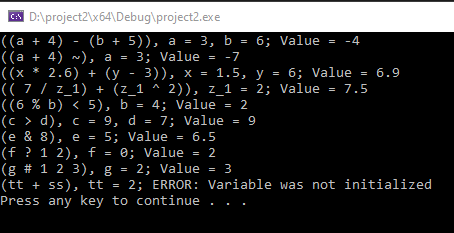 D:\project2\x64\Debug\project2.exe
((a + 4) - (b + 5)), a = 3, b = 6; Value = -4
((a + 4) ~), a = 3; Value = -7
((x * 2.6) + (y - 3)), x = 1.5, y = 6; Value = 6.9
(( 7 / z_1) + (z_1 ^ 2)), z_1 = 2; Value = 7.5
((6 % b) < 5), b = 4; Value = 2
(c > d), c = 9, d = 7; Value = 9
(e & 8), e = 5; Value = 6.5
(f ? 1 2), f = 0; Value = 2
(g # 1 2 3), g = 2; Value = 3
(tt + ss), tt = 2; ERROR: Variable was not initialized
Press any key to continue . . .